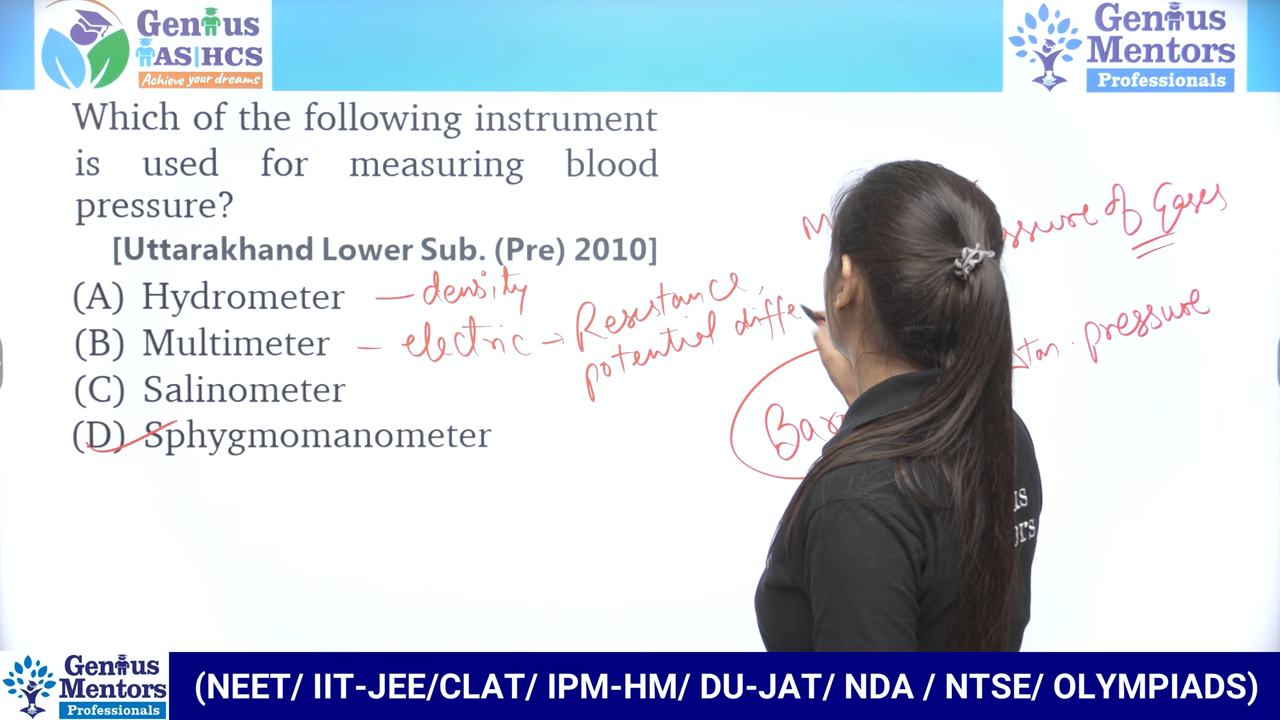 Genius
IAS|HCS
Achieve your dreams
Genius
Mentors
Professionals
Which of the following instrument
is used for measuring blood
pressure?
[Uttarakhand Lower Sub. (Pre) 2010]
(A) Hydrometer — density
(B) Multimeter — electric → Resistance,
potential diffe
(C) Salinometer
(D) Sphygmomanometer
ssure of Gases
pressure
Bar
Genius
Mentors
Professionals
(NEET/ IIT-JEE/CLAT/ IPM-HM/ DU-JAT/ NDA / NTSE/ OLYMPIADS)